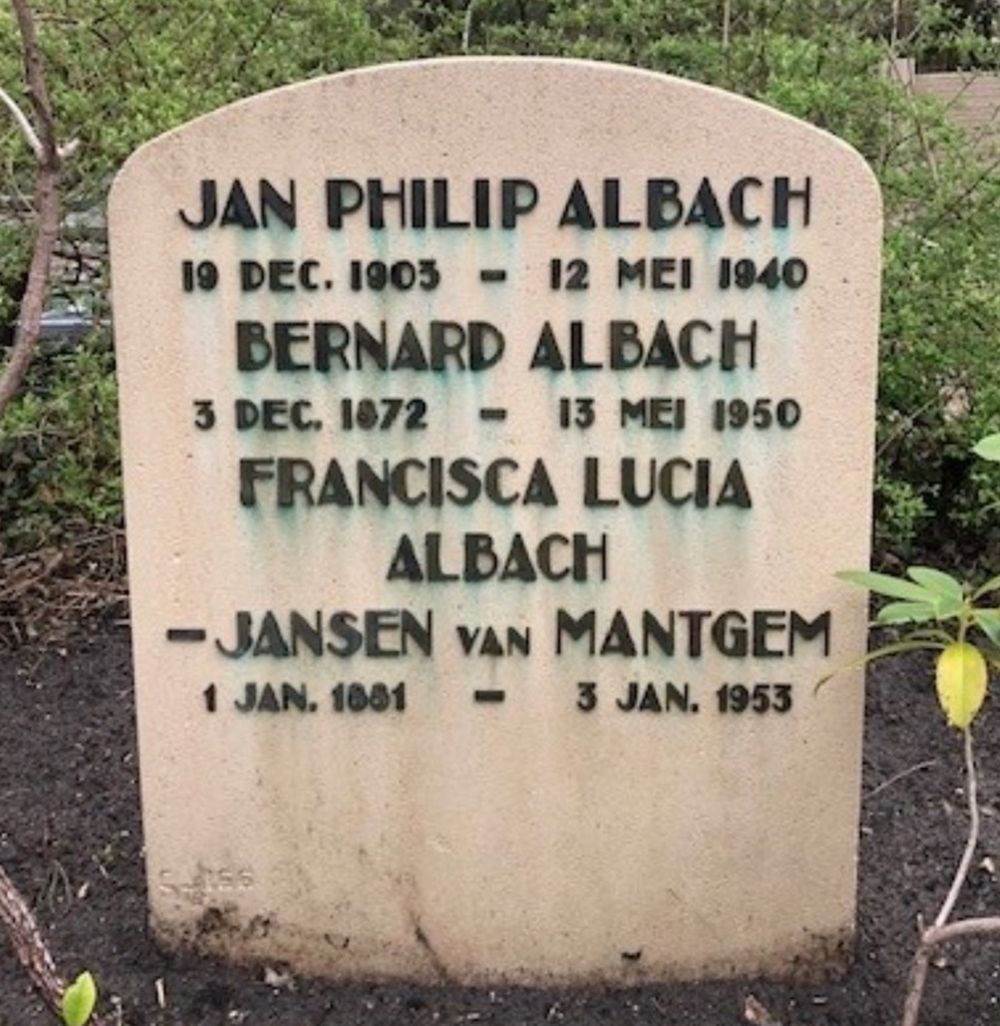 JAN PHILIP ALBACH
19 DEC. 1903 - 12 MEI 1940
BERNARD ALBACH
3 DEC. 1872 - 13 MEI 1950
FRANCISCA LUCIA
ALBACH
- JANSEN VAN MANTGEM
1 JAN. 1881 - 3 JAN. 1953